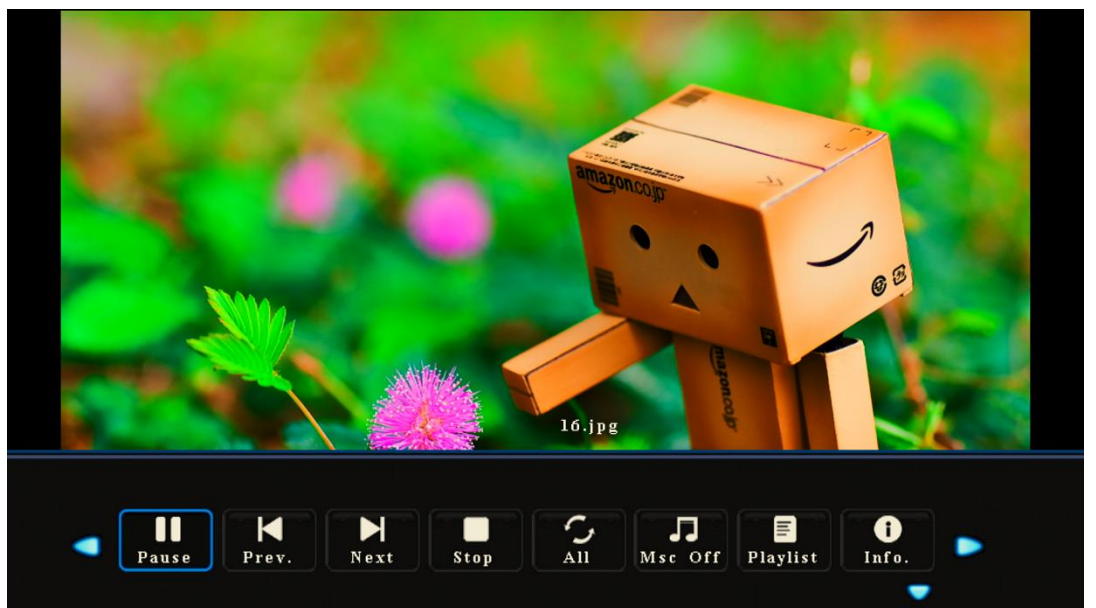 amazon.co.jp
amazon.co.jp
16.jpg
Pause
Prev.
Next
Stop
All
Msc Off
Playlist
Info.